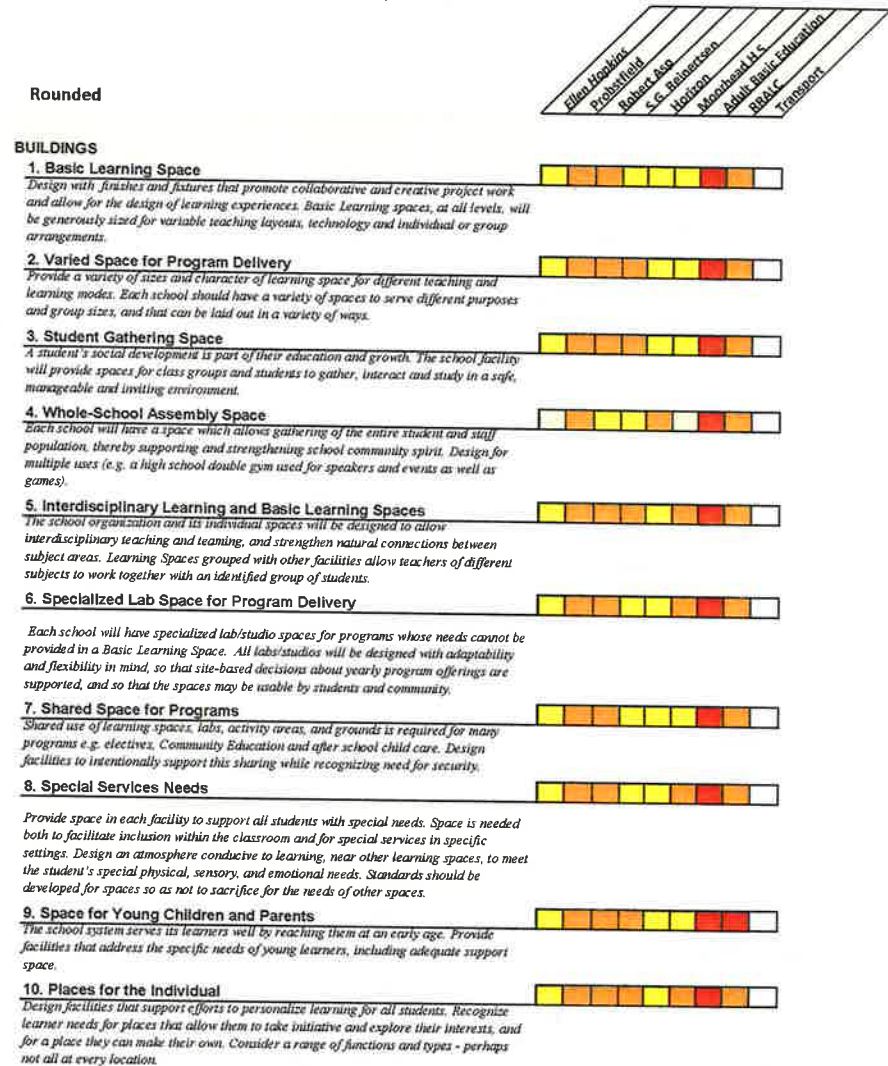 Ellen Hopkins
Probstfield
Robert Asp
S.G. Reinertsen
Horizon
Moorhead H.S.
Adult Basic Education
RRALC
Transport
Rounded
BUILDINGS
1. Basic Learning Space
Design with finishes and fixtures that promote collaborative and creative project work
and allow for the design of learning experiences. Basic Learning spaces, at all levels, will
be generously sized for variable teaching layouts, technology and individual or group
arrangements.
2. Varied Space for Program Delivery
Provide a variety of sizes and character of learning space for different teaching and
learning modes. Each school should have a variety of spaces to serve different purposes
and group sizes, and that can be laid out in a variety of ways.
3. Student Gathering Space
A student's social development is part of their education and growth. The school facility
will provide spaces for class groups and students to gather, interact and study in a safe,
manageable and inviting environment.
4. Whole-School Assembly Space
Each school will have a space which allows gathering of the entire student and staff
population, thereby supporting and strengthening school community spirit. Design for
multiple uses (e.g. a high school double gym used for speakers and events as well as
games).
5. Interdisciplinary Learning and Basic Learning Spaces
The school organization and its individual spaces will be designed to allow
interdisciplinary teaching and teaming, and strengthen natural connections between
subject areas. Learning Spaces grouped with other facilities allow teachers of different
subjects to work together with an identified group of students.
6. Specialized Lab Space for Program Delivery
Each school will have specialized lab/studio spaces for programs whose needs cannot be
provided in a Basic Learning Space. All labs/studios will be designed with adaptability
and flexibility in mind, so that site-based decisions about yearly program offerings are
supported, and so that the spaces may be usable by students and community.
7. Shared Space for Programs
Shared use of learning spaces, labs, activity areas, and grounds is required for many
programs e.g. electives, Community Education and after school child care. Design
facilities to intentionally support this sharing while recognizing need for security.
8. Special Services Needs
Provide space in each facility to support all students with special needs. Space is needed
both to facilitate inclusion within the classroom and for special services in specific
settings. Design an atmosphere conducive to learning, near other learning spaces, to meet
the student's special physical, sensory, and emotional needs. Standards should be
developed for spaces so as not to sacrifice for the needs of other spaces.
9. Space for Young Children and Parents
The school system serves its learners well by reaching them at an early age. Provide
facilities that address the specific needs of young learners, including adequate support
space.
10. Places for the Individual
Design facilities that support efforts to personalize learning for all students. Recognize
learner needs for places that allow them to take initiative and explore their interests, and
for a place they can make their own. Consider a range of functions and types - perhaps
not all at every location.